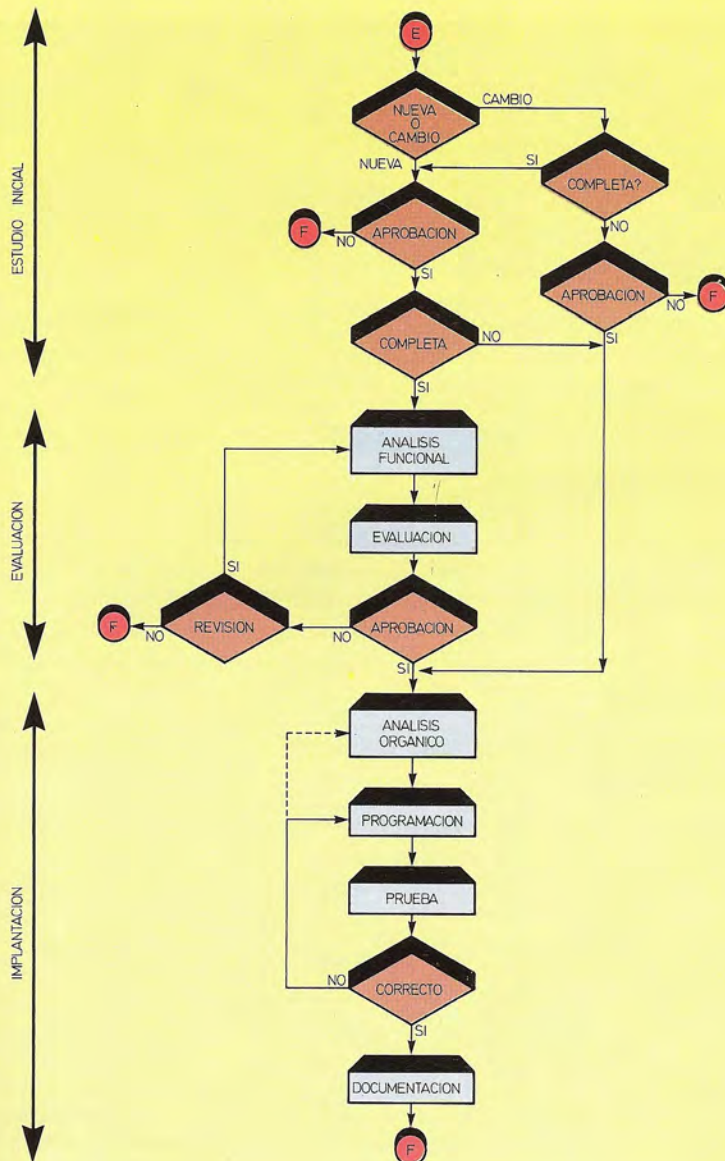 E
NUEVA
O
CAMBIO
CAMBIO
NUEVA
SI
COMPLETA?
NO
F
NO
APROBACION
SI
APROBACION
NO
F
SI
COMPLETA
NO
SI
ESTUDIO INICIAL
ANALISIS
FUNCIONAL
EVALUACION
SI
F
NO
REVISION
NO
APROBACION
SI
EVALUACION
ANALISIS
ORGANICO
PROGRAMACION
PRUEBA
NO
CORRECTO
SI
DOCUMENTACION
F
IMPLANTACION